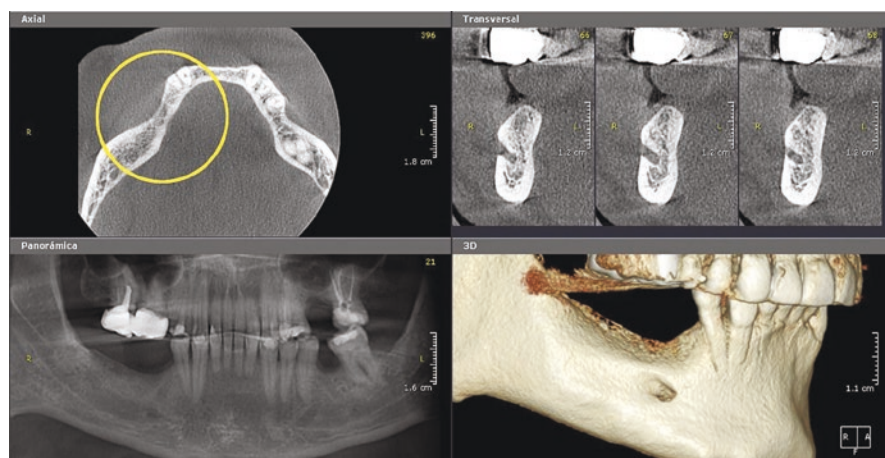 Axial
396
R
L
1.8 cm
Transversal
66
R
L
1.2 cm
67
R
L
1.2 cm
68
R
L
1.2 cm
Panorámica
21
R
L
1.6 cm
3D
1.1 cm
R A
F